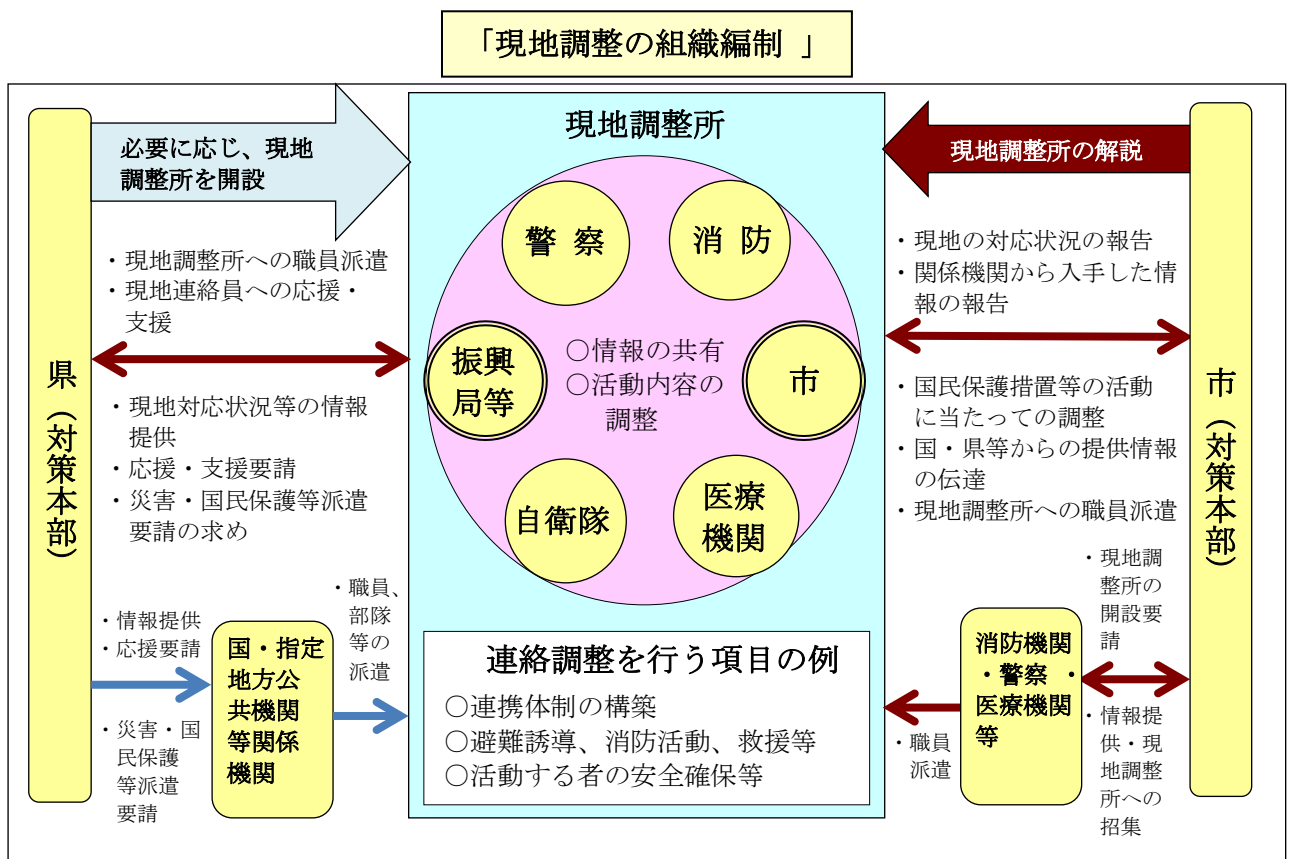 「現地調整の組織編制 」
県(対策本部)
必要に応じ、現地
調整所を開設
・現地調整所への職員派遣
・現地連絡員への応援・
支援
・現地対応状況等の情報
提供
・応援・支援要請
・災害・国民保護等派遣
要請の求め
・情報提供
・応援要請
・災害・国
民保護
等派遣
要請
国・指定
地方公
共機関
等関係
機関
・職員、
部隊
等の
派遣
現地調整所
警 察
消 防
振興
局等
○情報の共有
○活動内容の
調整
市
自衛隊
医療
機関
連絡調整を行う項目の例
○連携体制の構築
○避難誘導、消防活動、救援等
○活動する者の安全確保等
現地調整所の解説
・現地の対応状況の報告
・関係機関から入手した情
報の報告
・国民保護措置等の活動
に当たっての調整
・国・県等からの提供情報
の伝達
・現地調整所への職員派遣
・現地調
整所の
開設要
請
消防機関
・警察 ・
医療機関
等
・職員
派遣
・情報提
供・現
地調整
所への
招集
市(対策本部)